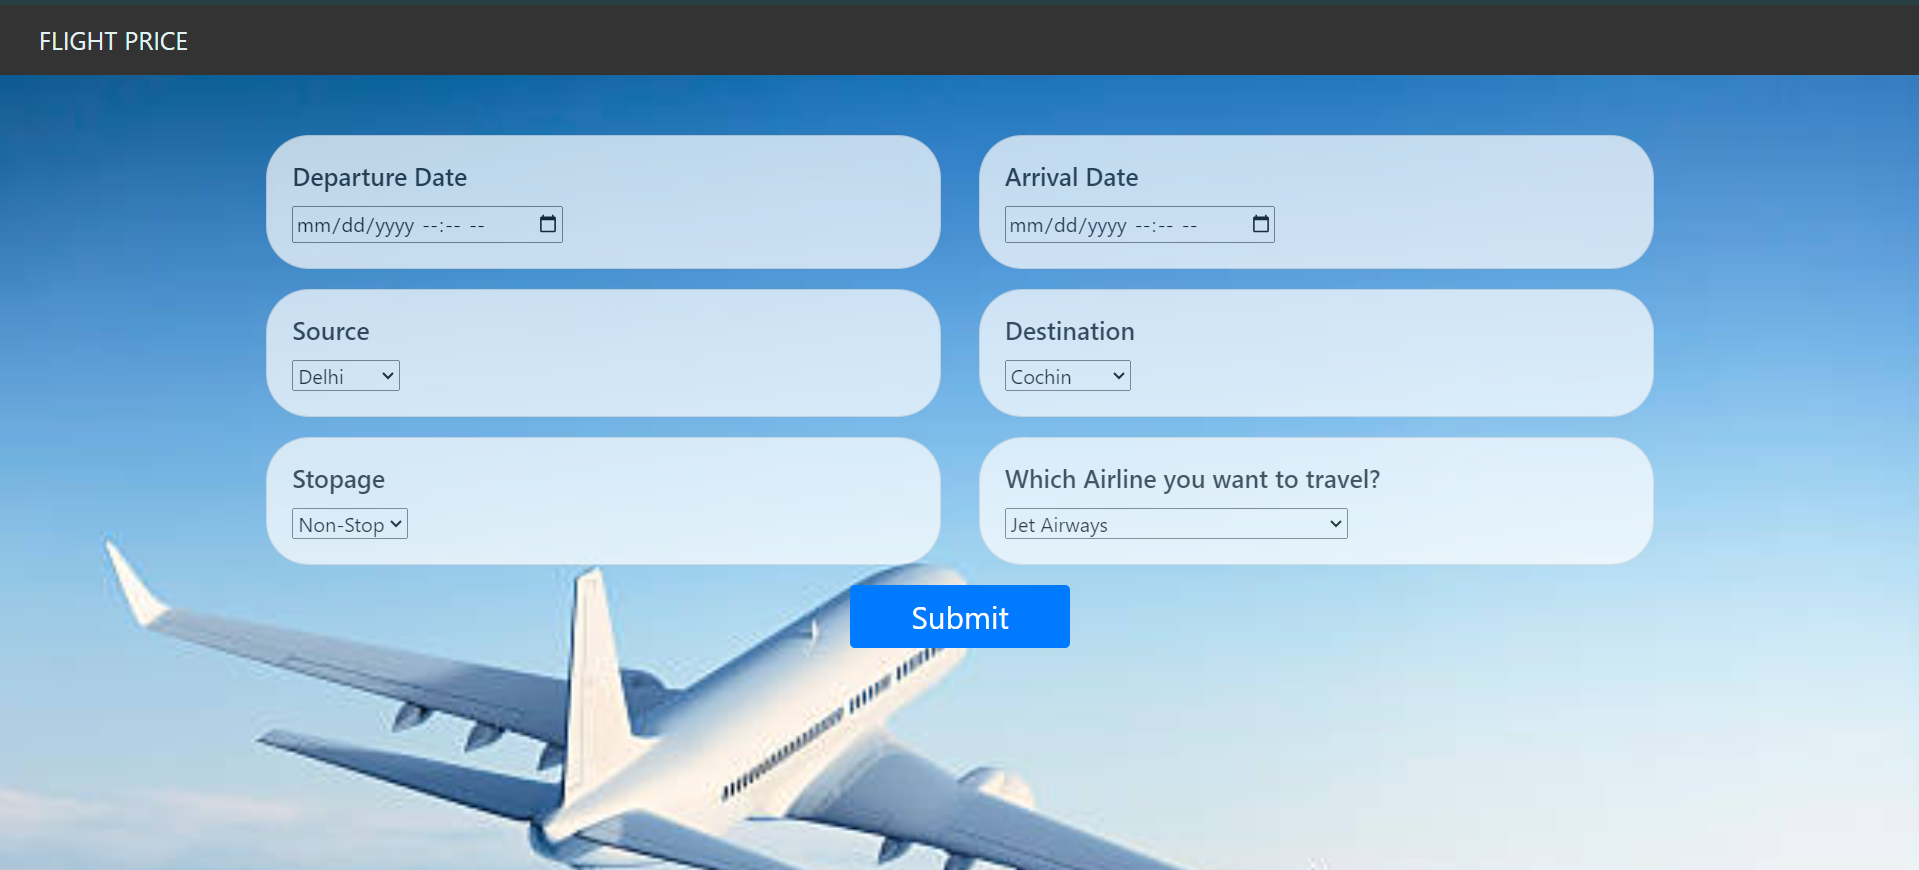 FLIGHT PRICE
Departure Date
mm/dd/yyyy --:-- --
Arrival Date
mm/dd/yyyy --:-- --
Source
Delhi
Destination
Cochin
Stopage
Non-Stop
Which Airline you want to travel?
Jet Airways
Submit